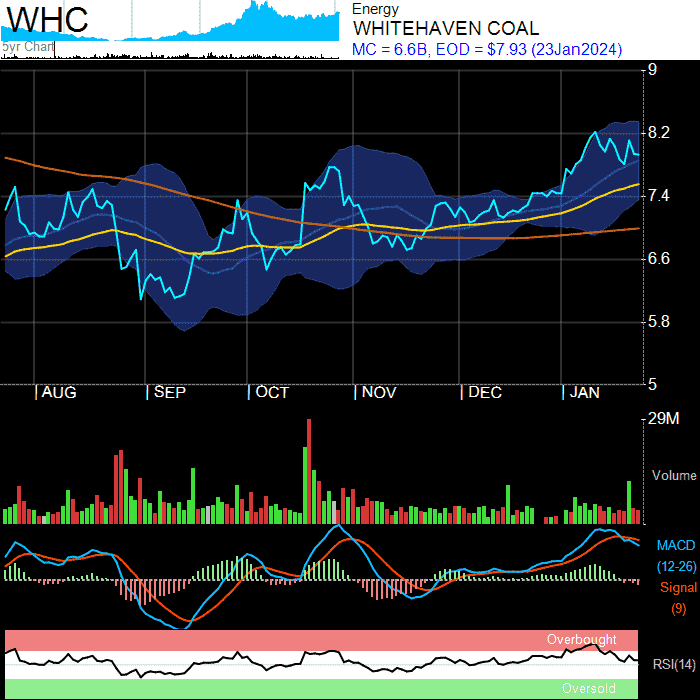 WHC
5yr Chart
Energy
WHITEHAVEN COAL
MC = 6.6B, EOD = $7.93 (23Jan2024)
9
8.2
7.4
6.6
5.8
5
| AUG | SEP | OCT | NOV | DEC | JAN
29M
Volume
MACD
(12-26)
Signal
(9)
Overbought
RSI(14)
Oversold